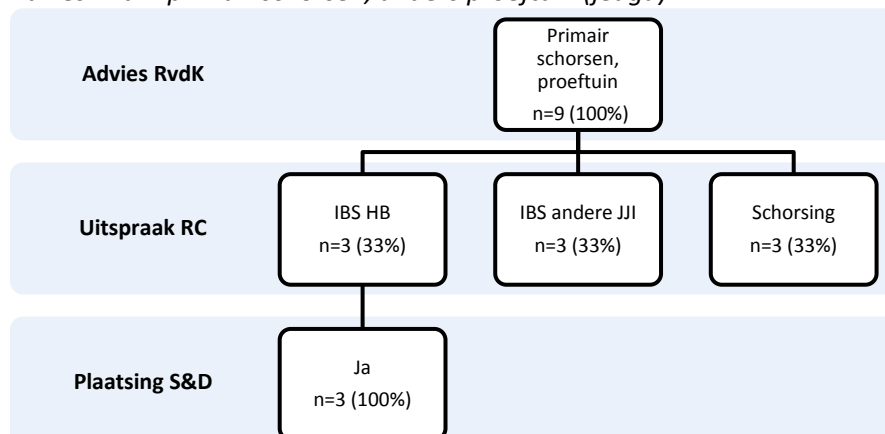 Advies RvdK
Primair
schorsen,
proeftuin
n=9 (100%)
Uitspraak RC
IBS HB
n=3 (33%)
IBS andere JJI
n=3 (33%)
Schorsing
n=3 (33%)
Plaatsing S&D
Ja
n=3 (100%)